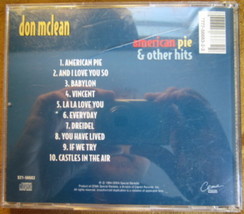 don mclean
american pie
& other hits
1. AMERICAN PIE
2. AND I LOVE YOU SO
3. BABYLON
4. VINCENT
5. LA LA LOVE YOU
6. EVERYDAY
7. DREIDEL
8. YOU HAVE LIVED
9. IF WE TRY
10. CASTLES IN THE AIR